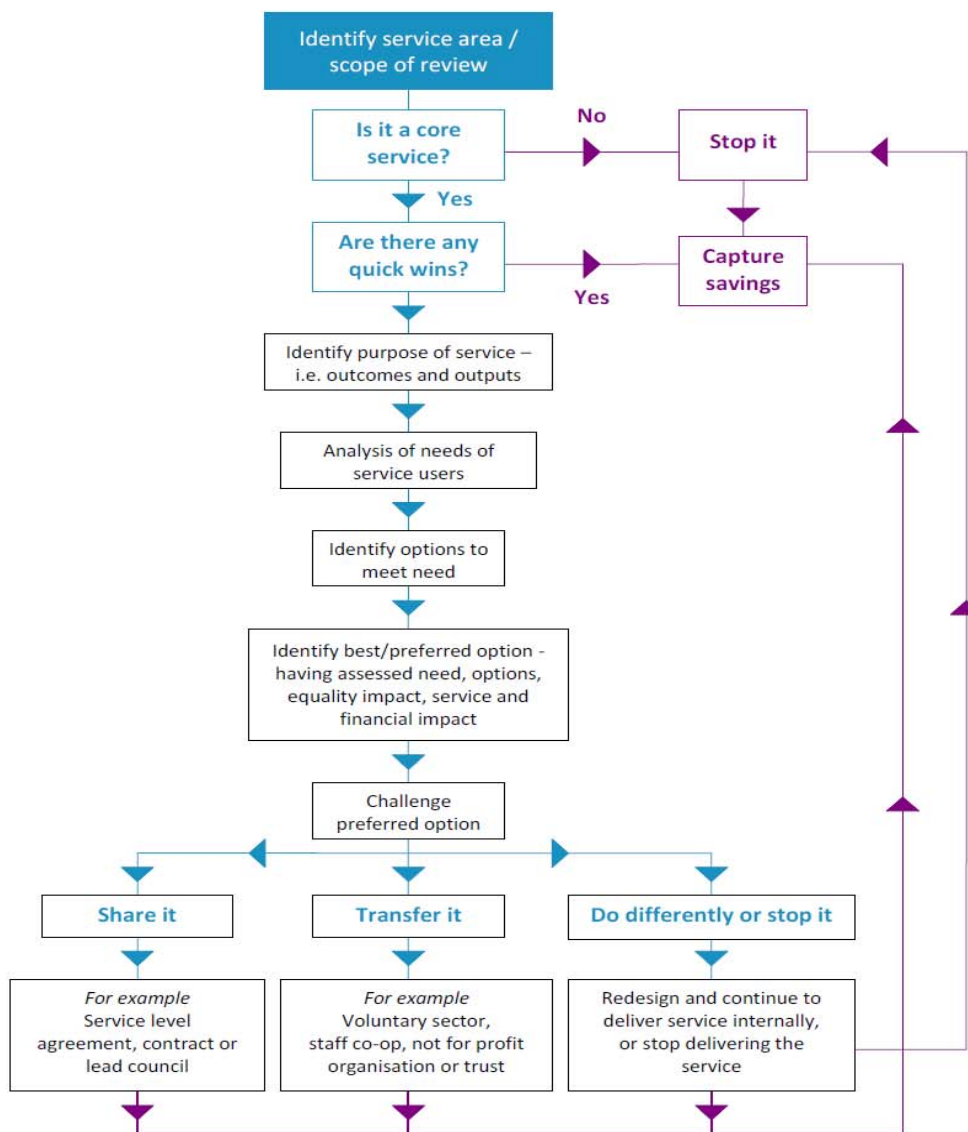 Identify service area /
scope of review
Is it a core
service?
No
Stop it
Yes
Are there any
quick wins?
Yes
Capture
savings
Identify purpose of service –
i.e. outcomes and outputs
Analysis of needs of
service users
Identify options to
meet need
Identify best/preferred option -
having assessed need, options,
equality impact, service and
financial impact
Challenge
preferred option
Share it
Transfer it
Do differently or stop it
For example
Service level
agreement, contract or
lead council
For example
Voluntary sector,
staff co-op, not for profit
organisation or trust
Redesign and continue to
deliver service internally,
or stop delivering the
service